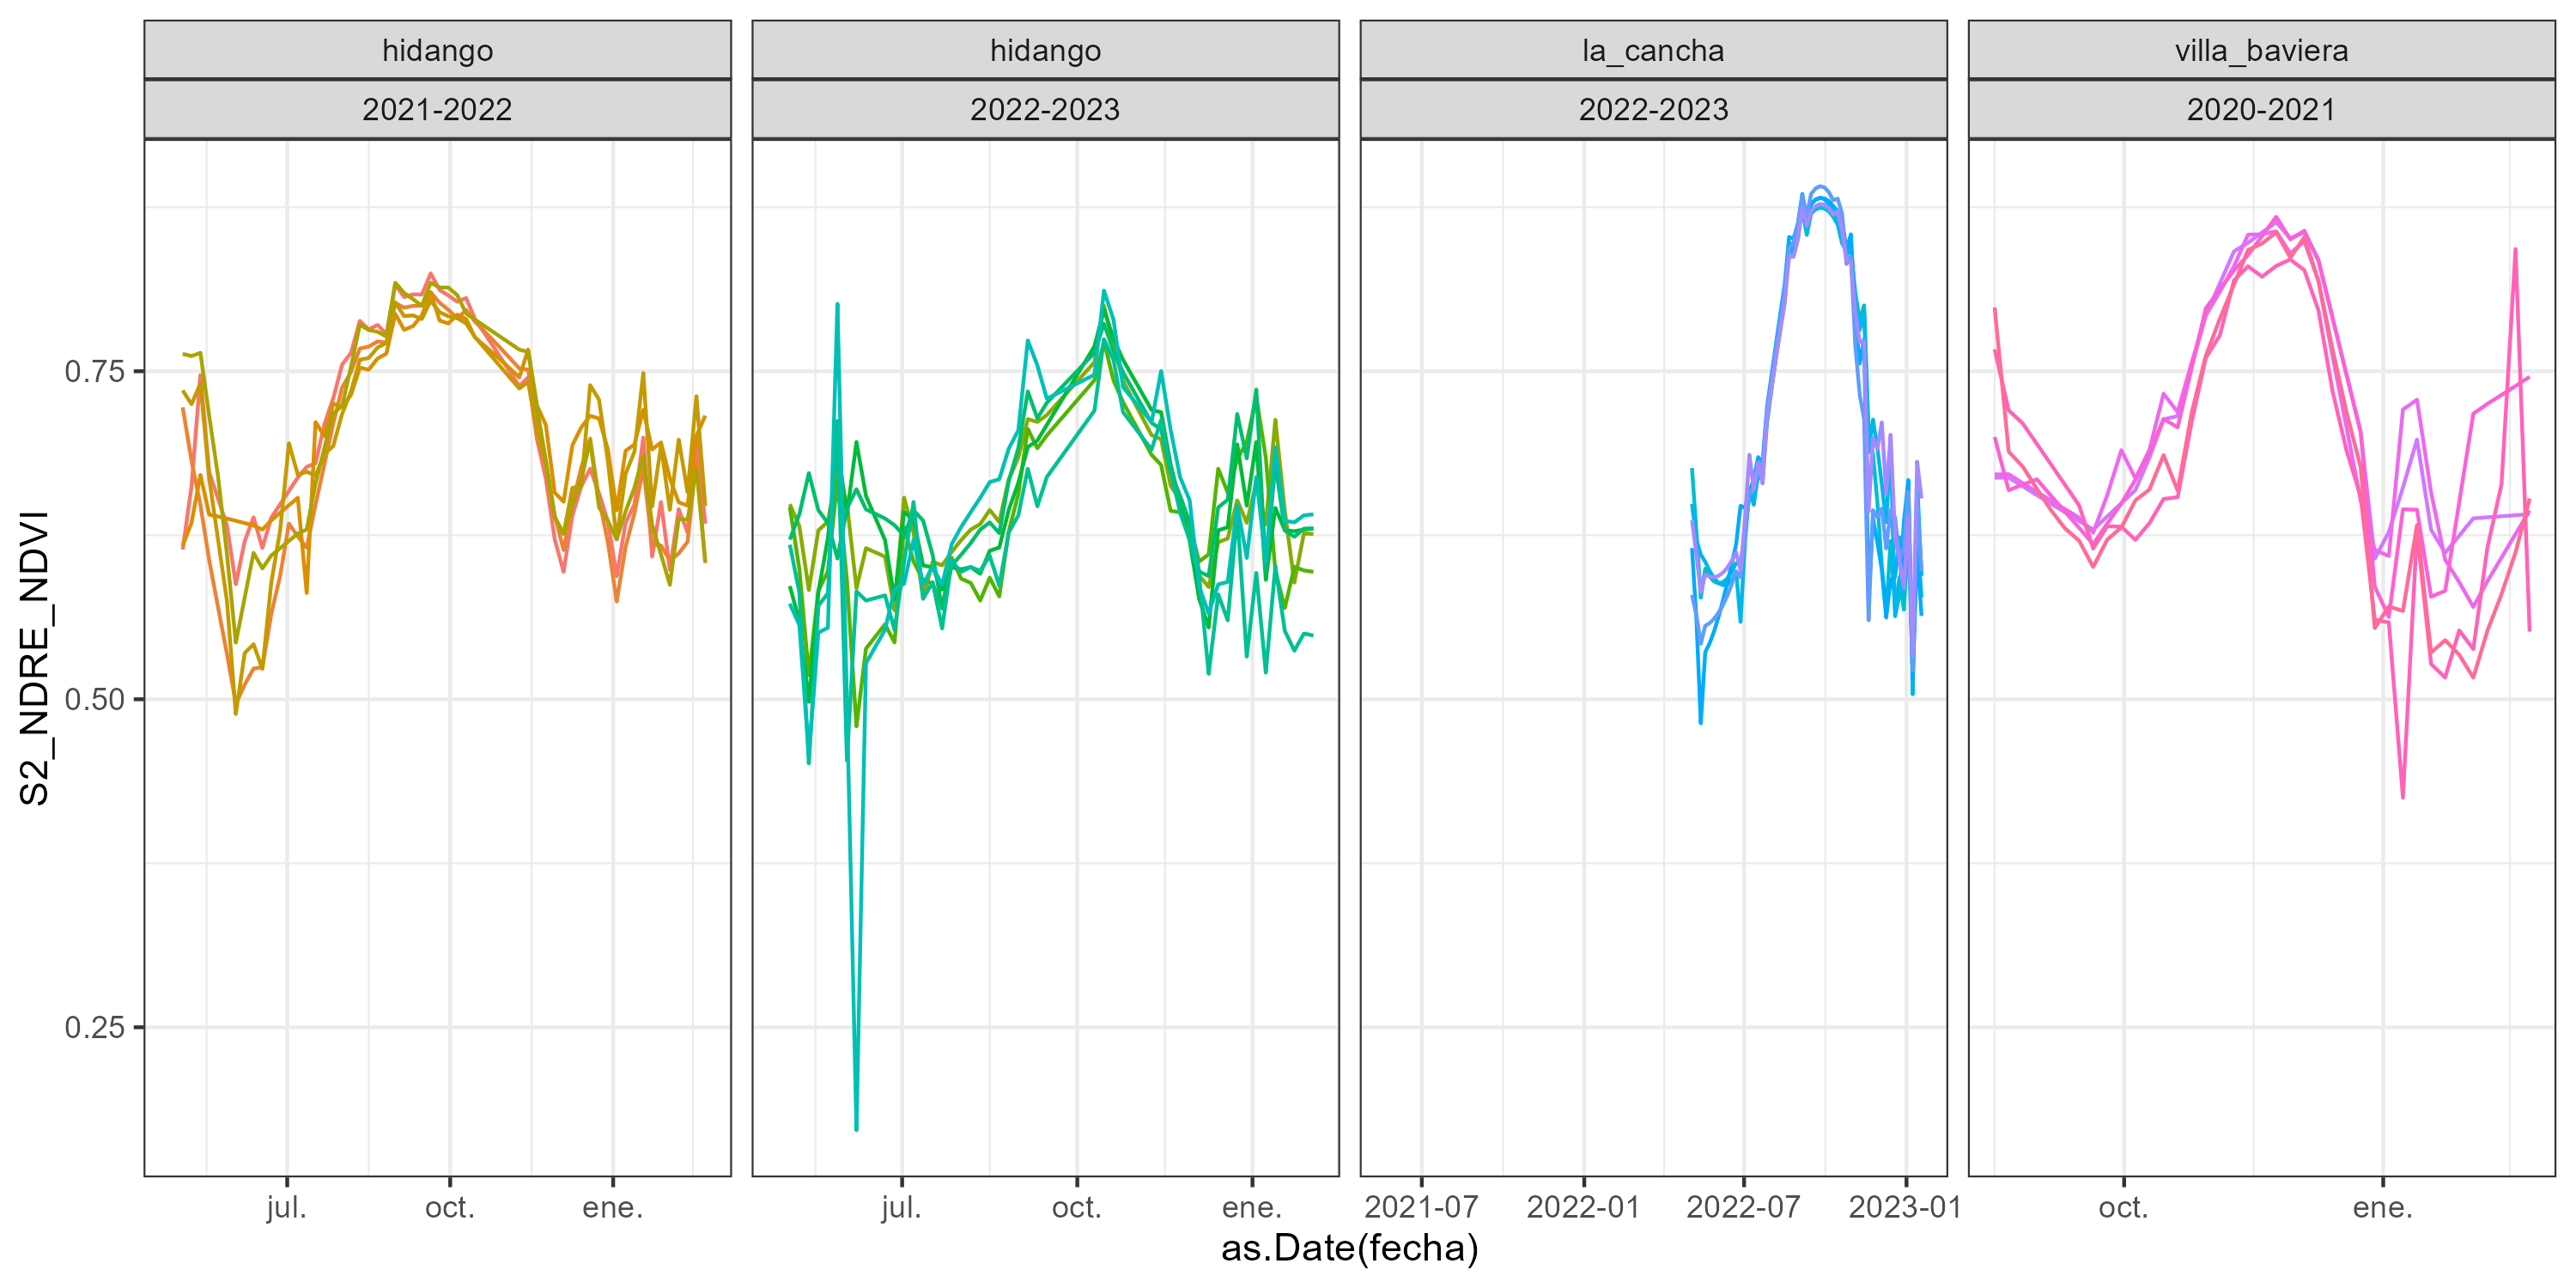 hidango hidango la_cancha villa_baviera
2021-2022 2022-2023 2022-2023 2020-2021
S2_NDRE_NDVI
0.75
0.50
0.25
jul. oct. ene. jul. oct. ene. 2021-07 2022-01 2022-07 2023-01 oct. ene.
as.Date(fecha)